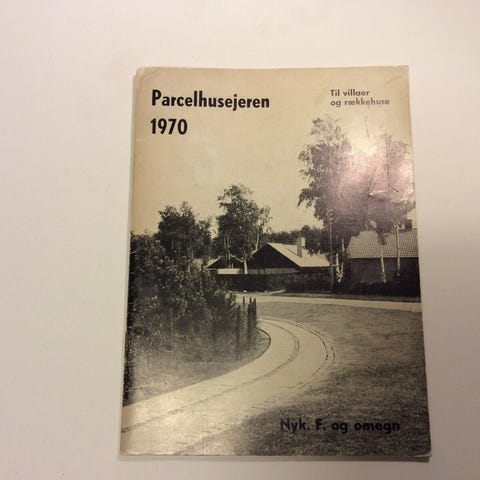 Parcelhusejeren
1970
Til villaer
og rækkehuse
Nyk. F. og omegn